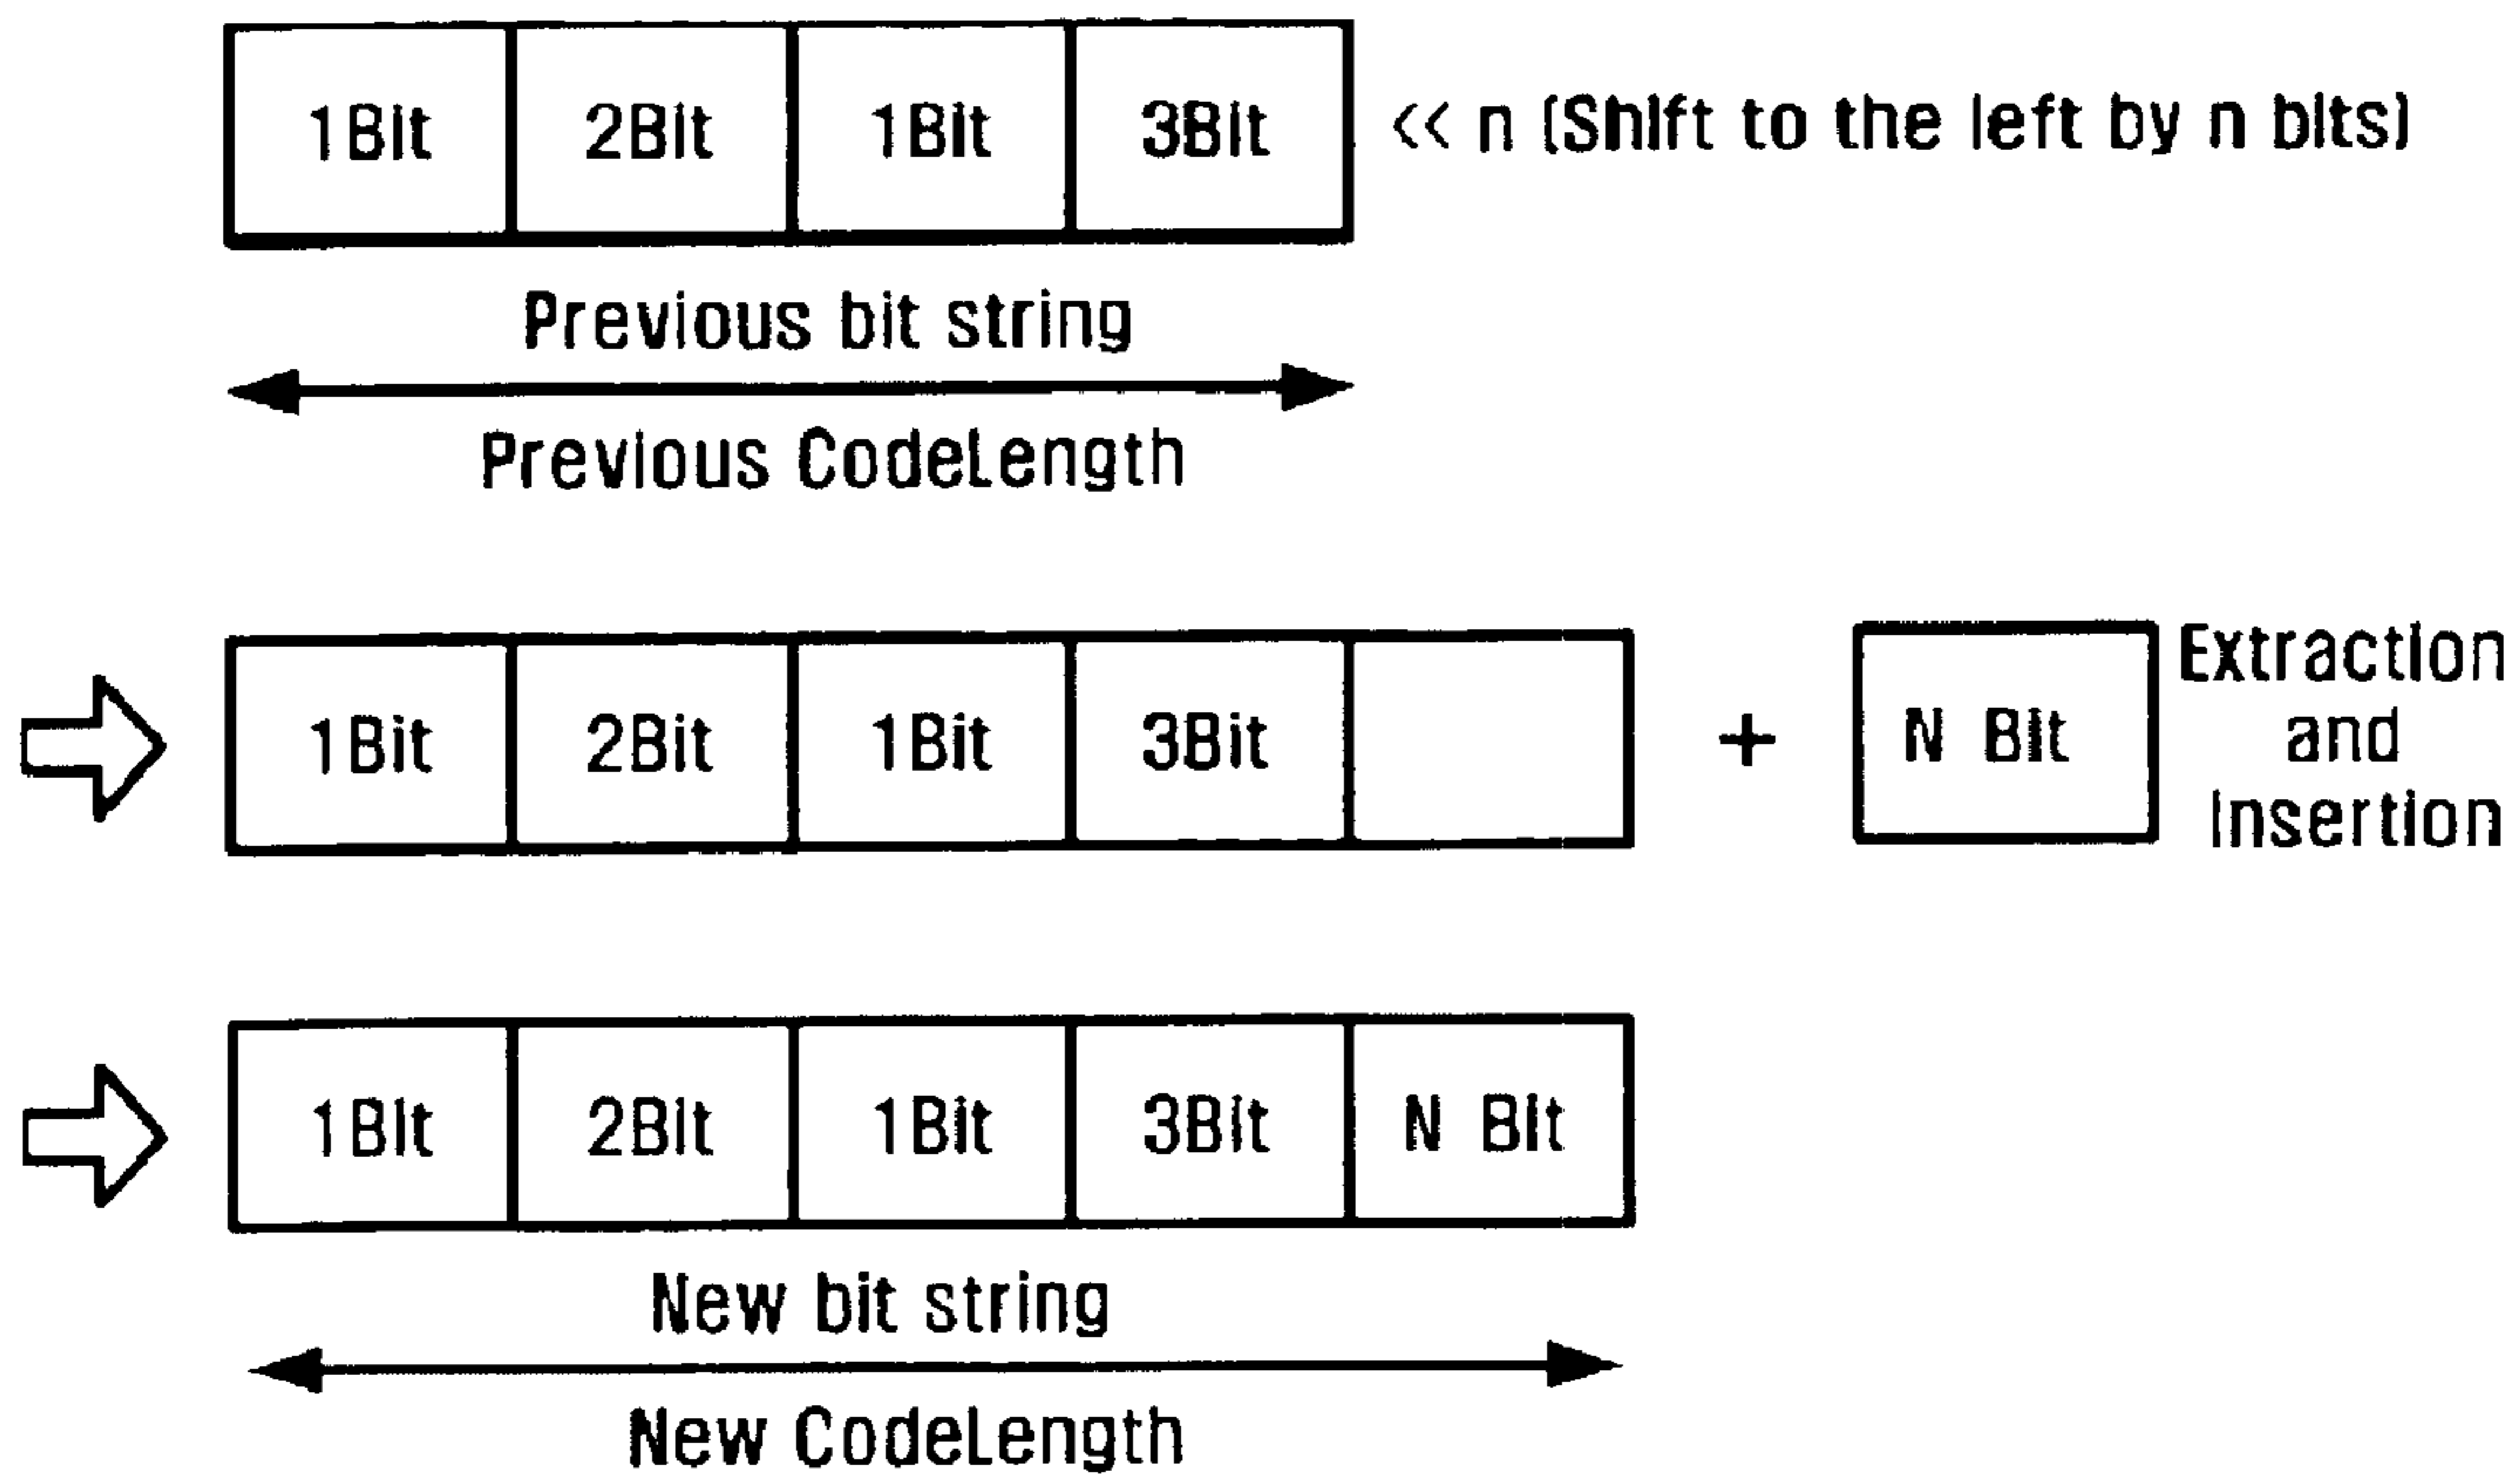 1Bit 2Bit 1Bit 3Bit << n (Shift to the left by n bits)
Previous bit string
Previous CodeLength
1Bit 2Bit 1Bit 3Bit + N Bit Extraction
and
Insertion
1Bit 2Bit 1Bit 3Bit N Bit
New bit string
New CodeLength